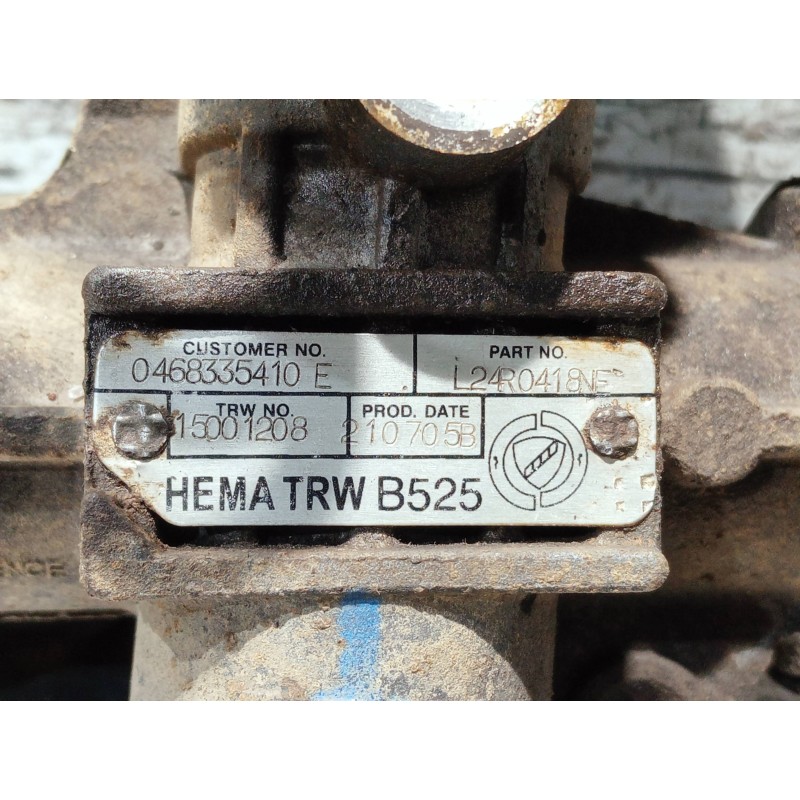 CUSTOMER NO. PART NO.
0468335410 E L24R0418NE
TRW NO. PROD. DATE
15001208 210705B
HEMA TRW B525